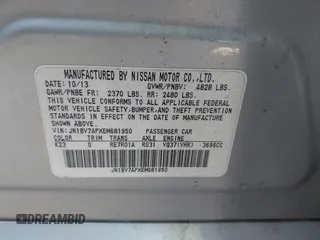 MANUFACTURED BY NISSAN MOTOR CO.,LTD.
DATE: 10/13 GVWR/PNBV: 4828 LBS.
GAWR/PNBE FR: 2370 LBS. RR: 2480 LBS.
THIS VEHICLE CONFORMS TO ALL APPLICABLE
FEDERAL MOTOR VEHICLE SAFETY,BUMPER,AND THEFT PREVENTION
STANDARDS IN EFFECT ON THE DATE OF MANUFACTURE
SHOWN ABOVE.
VIN: JN1BV7APXEM681950 PASSENGER CAR
COLOR TRIM TRANS AXLE ENGINE
K23 G RE7R01A RG31 VQ37(VHR) 3696CC
JN1BV7APXEM681950
DREAMBID